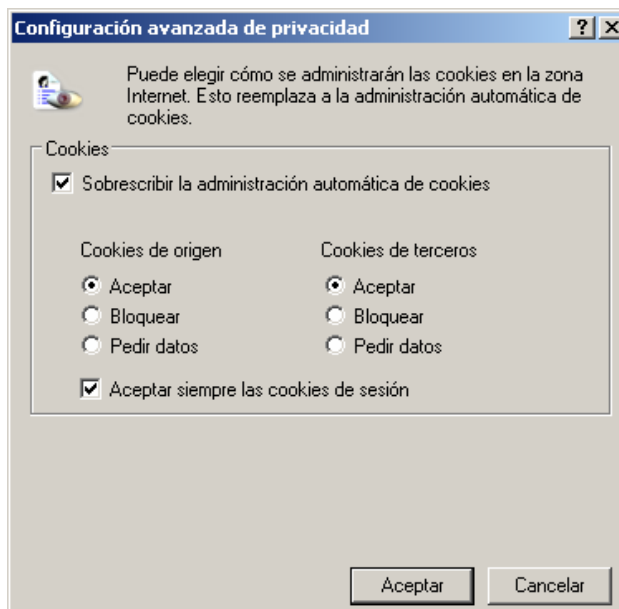 Configuración avanzada de privacidad
Puede elegir cómo se administrarán las cookies en la zona
Internet. Esto reemplaza a la administración automática de
cookies.
Cookies
Sobrescribir la administración automática de cookies
Cookies de origen
Aceptar
Bloquear
Pedir datos
Cookies de terceros
Aceptar
Bloquear
Pedir datos
Aceptar siempre las cookies de sesión
Aceptar
Cancelar